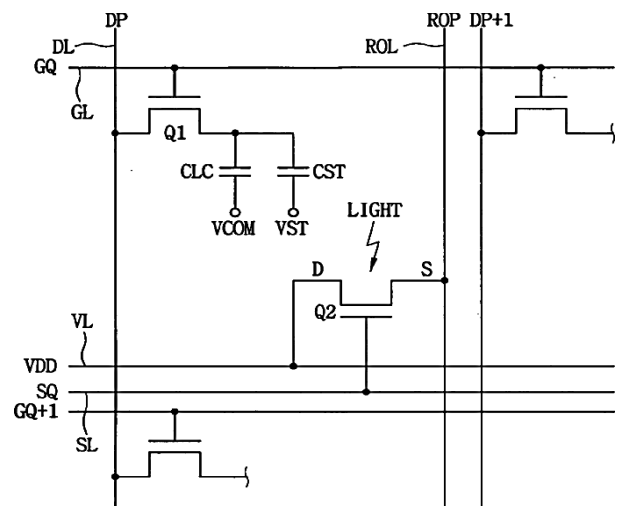 DP ROP DP+1
DL ROL
GQ
GL
Q1
CLC CST
VCOM VST
LIGHT
D S
Q2
VL
VDD
SQ
GQ+1
SL